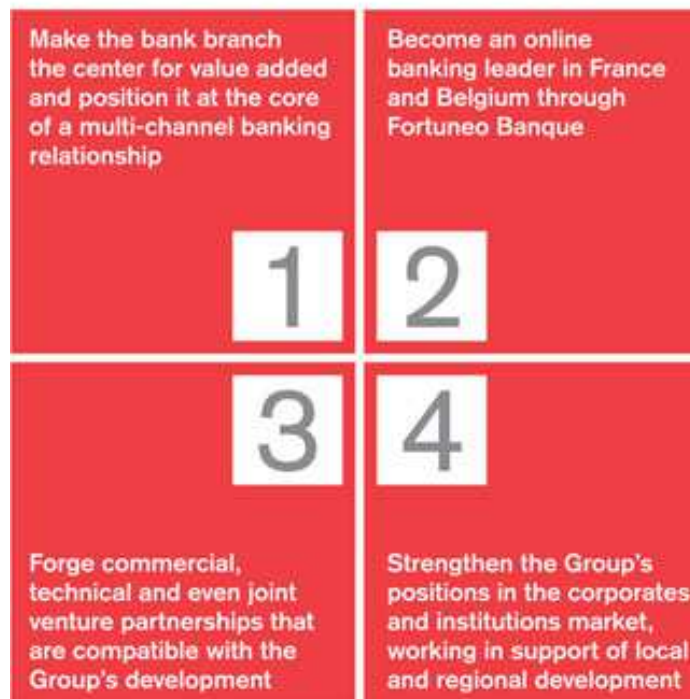 Make the bank branch
the center for value added
and position it at the core
of a multi-channel banking
relationship
1
Become an online
banking leader in France
and Belgium through
Fortuneo Banque
2
3
Forge commercial,
technical and even joint
venture partnerships that
are compatible with the
Group's development
4
Strengthen the Group's
positions in the corporates
and institutions market,
working in support of local
and regional development